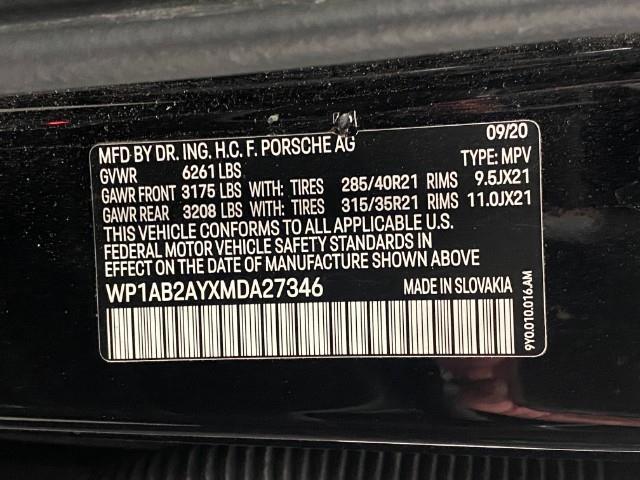 MFD BY DR. ING. H.C. F. PORSCHE AG 09/20
GVWR 6261 LBS TYPE: MPV
GAWR FRONT 3175 LBS WITH: TIRES 285/40R21 RIMS 9.5JX21
GAWR REAR 3208 LBS WITH: TIRES 315/35R21 RIMS 11.0JX21
THIS VEHICLE CONFORMS TO ALL APPLICABLE U.S.
FEDERAL MOTOR VEHICLE SAFETY STANDARDS IN
EFFECT ON THE DATE OF MANUFACTURE SHOWN ABOVE
WP1AB2AYXMDA27346 MADE IN SLOVAKIA
9Y0.010.016.AM